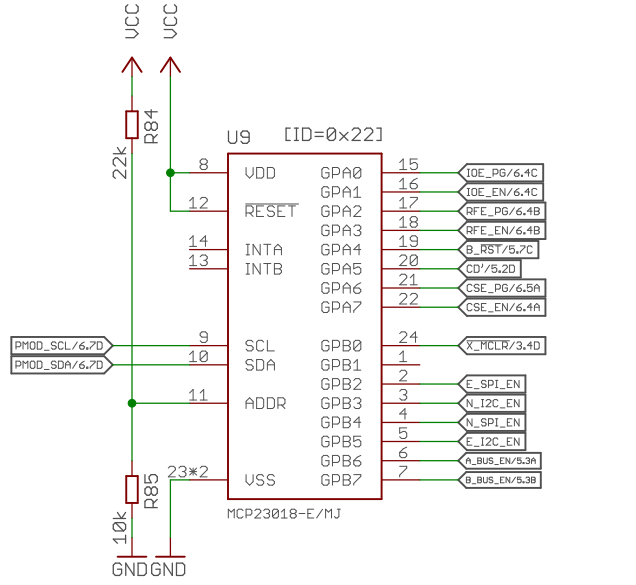 VCC VCC
R84
22k
U9 [ID=0x22]
8 VDD GPA0 15 IOE_PG/6.4C
GPA1 16 IOE_EN/6.4C
12 RESET GPA2 17 RFE_PG/6.4B
GPA3 18 RFE_EN/6.4B
14 INTA GPA4 19 B_RST/5.7C
13 INTB GPA5 20 CD'/5.2D
GPA6 21 CSE_PG/6.5A
GPA7 22 CSE_EN/6.4A
PMOD_SCL/6.7D 9 SCL GPB0 24 X_MCLR/3.4D
PMOD_SDA/6.7D 10 SDA GPB1 1
GPB2 2 E_SPI_EN
11 ADDR GPB3 3 N_I2C_EN
GPB4 4 N_SPI_EN
GPB5 5 E_I2C_EN
GPB6 6 A_BUS_EN/5.3A
23*2 VSS GPB7 7 B_BUS_EN/5.3B
R85
10k
MCP23018-E/MJ
GND GND